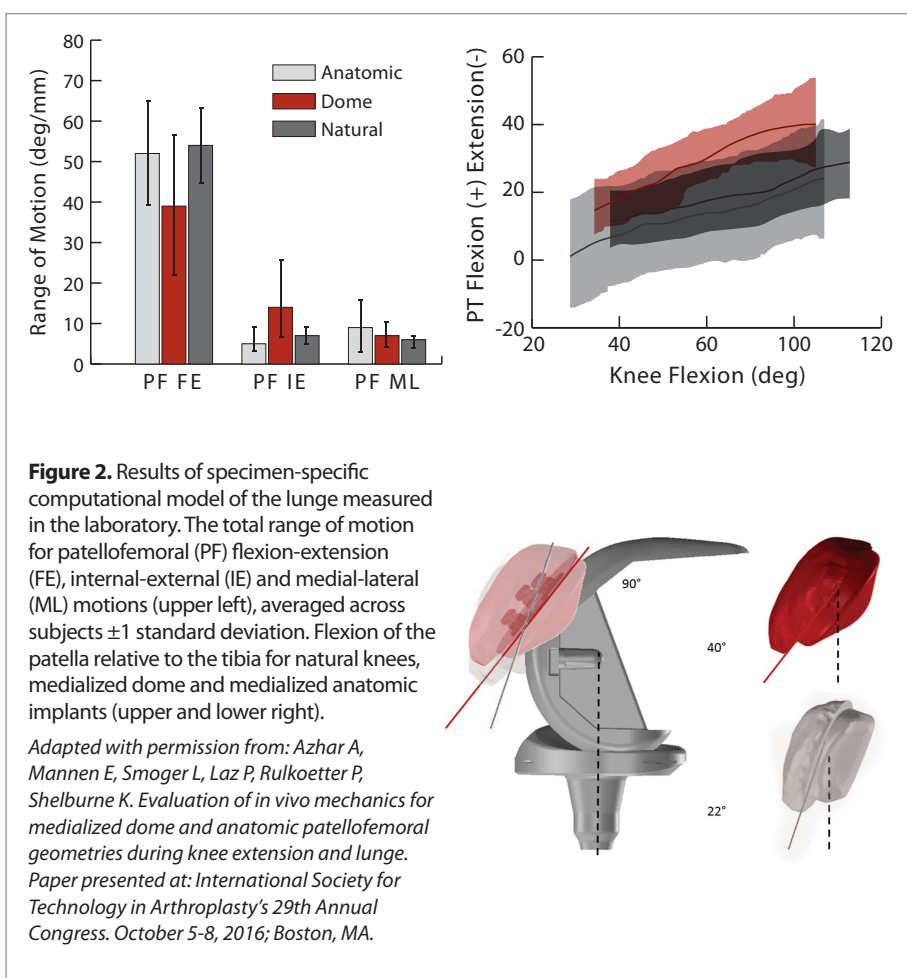 80
70
60
50
40
30
20
10
0
Range of Motion (deg/mm)
Anatomic
Dome
Natural
PF FE
PF IE
PF ML
60
40
20
0
-20
PT Flexion (+) Extension(-)
20
40
60
100
120
Knee Flexion (deg)
Figure 2. Results of specimen-specific
computational model of the lunge measured
in the laboratory. The total range of motion
for patellofemoral (PF) flexion-extension
(FE), internal-external (IE) and medial-lateral
(ML) motions (upper left), averaged across
subjects ±1 standard deviation. Flexion of the
patella relative to the tibia for natural knees,
medialized dome and medialized anatomic
implants (upper and lower right).
Adapted with permission from: Azhar A,
Mannen E, Smoger L, Laz P, Rulkoetter P,
Shelburne K. Evaluation of in vivo mechanics for
medialized dome and anatomic patellofemoral
geometries during knee extension and lunge.
Paper presented at: International Society for
Technology in Arthroplasty's 29th Annual
Congress. October 5-8, 2016; Boston, MA.
90°
40°
22°